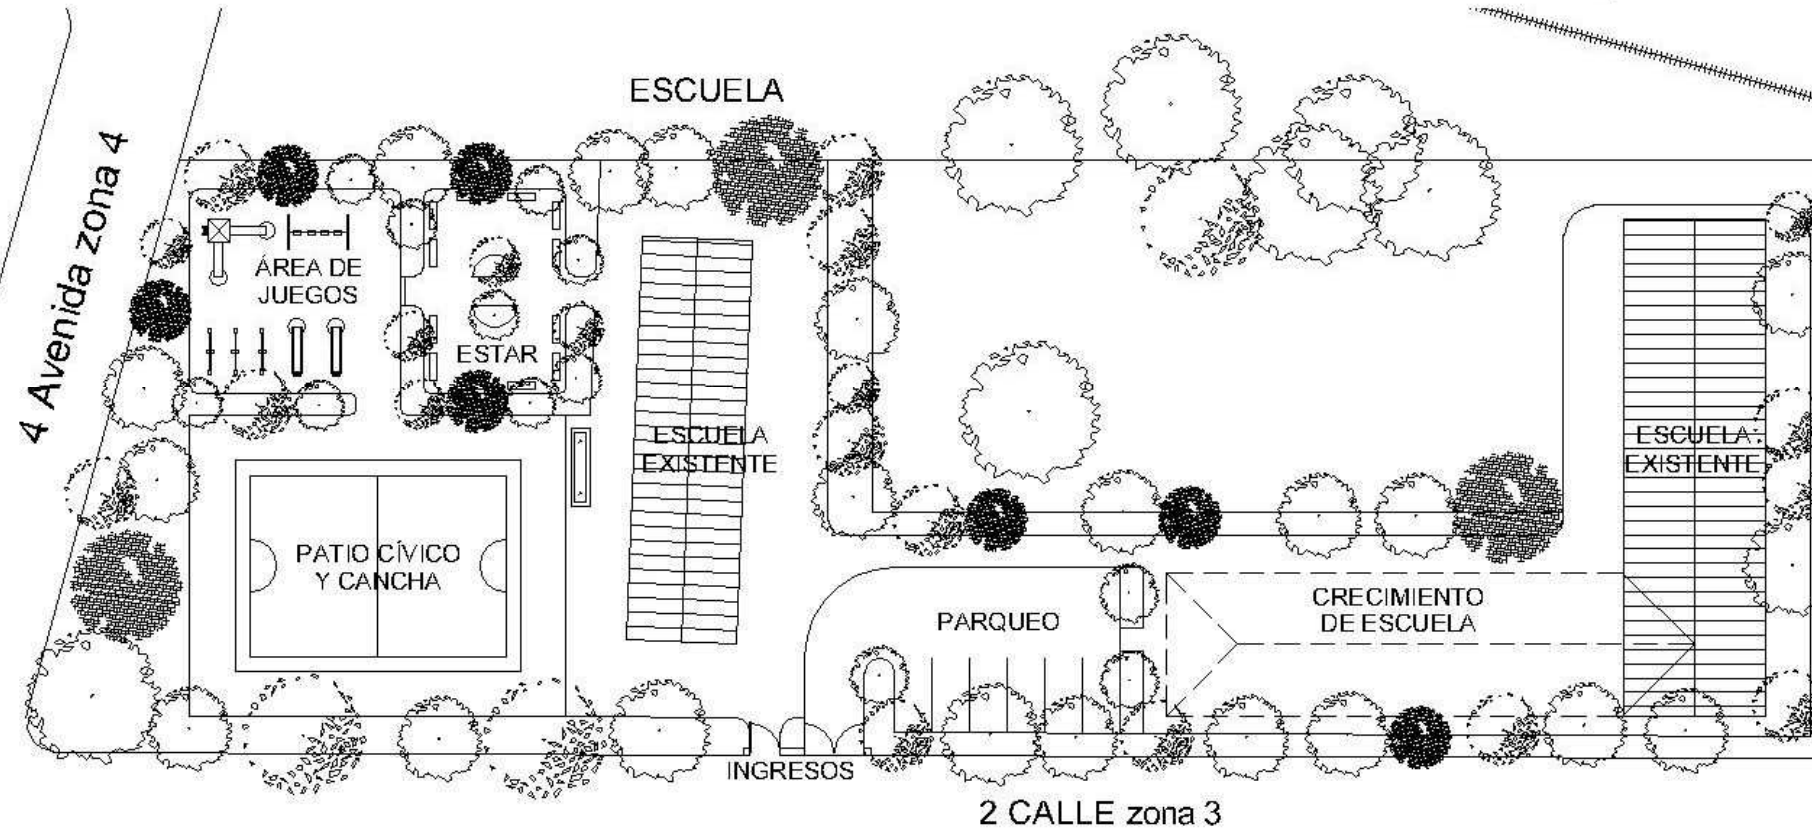 ESCUELA
4 Avenida zona 4
ÁREA DE
JUEGOS
ESTAR
ESCUELA
EXISTENTE
ESCUELA
EXISTENTE
PATIO CÍVICO
Y CANCHA
PARQUEO
CRECIMIENTO
DE ESCUELA
INGRESOS
2 CALLE zona 3